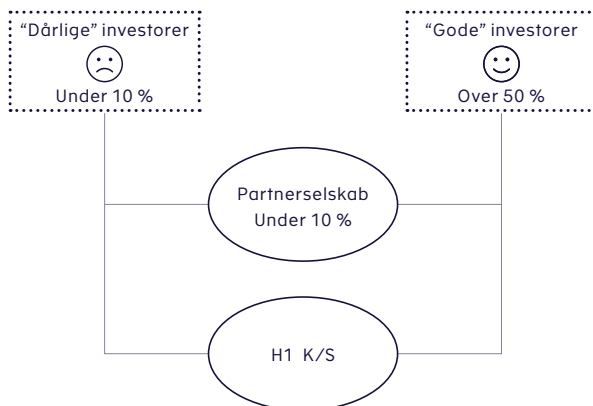 “Dårlige” investorer
Under 10 %
“Gode” investorer
Over 50 %
Partnerselskab
Under 10 %
H1 K/S